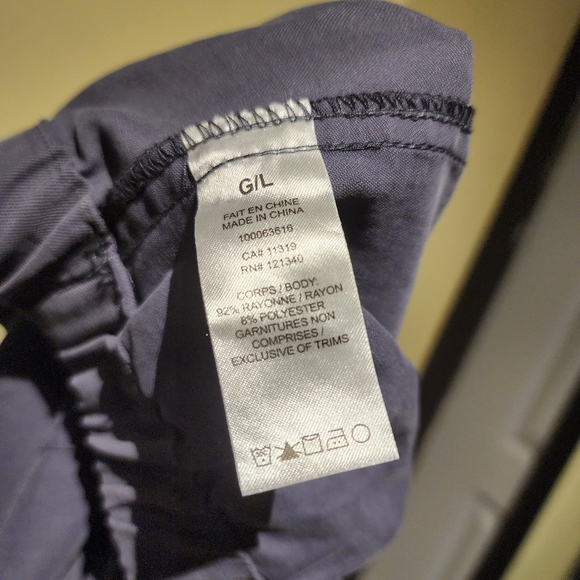 G/L
FAIT EN CHINE
MADE IN CHINA
100063616
CA# 11319
RN# 121340
CORPS / BODY:
92% RAYONNE / RAYON
8% POLYESTER
GARNITURES NON
COMPRISES /
EXCLUSIVE OF TRIMS